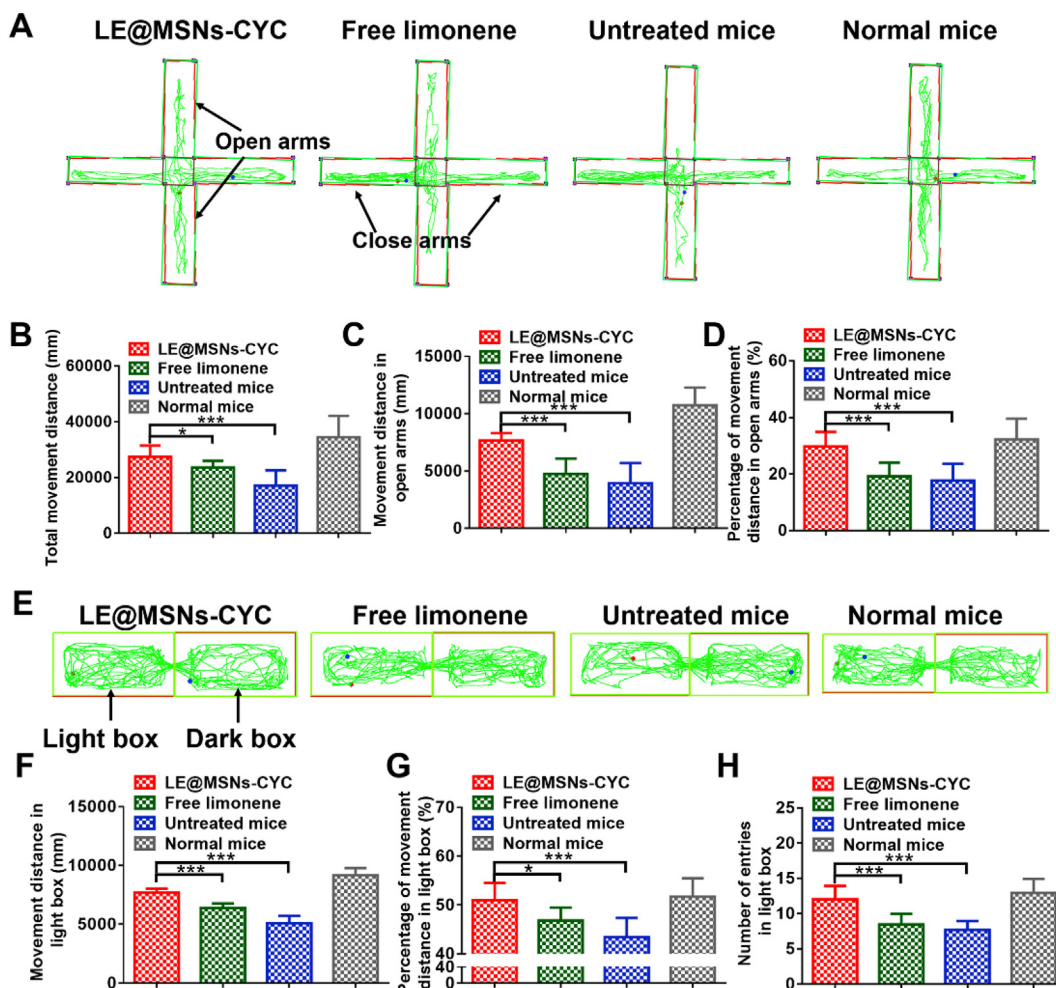 A
LE@MSNs-CYC Free limonene Untreated mice Normal mice
Open arms
Close arms
B
LE@MSNs-CYC
Free limonene
Untreated mice
Normal mice
Total movement distance (mm)
60000
40000
20000
0
***
*
C
LE@MSNs-CYC
Free limonene
Untreated mice
Normal mice
Movement distance in
open arms (mm)
15000
10000
5000
0
***
***
D
LE@MSNs-CYC
Free limonene
Untreated mice
Normal mice
Percentage of movement
distance in open arms (%)
60
40
20
0
***
***
E
LE@MSNs-CYC Free limonene Untreated mice Normal mice
Light box Dark box
F
LE@MSNs-CYC
Free limonene
Untreated mice
Normal mice
Movement distance in
light box (mm)
15000
10000
5000
0
***
***
G
LE@MSNs-CYC
Free limonene
Untreated mice
Normal mice
Percentage of movement
distance in light box (%)
70
60
50
40
40
0
***
*
H
LE@MSNs-CYC
Free limonene
Untreated mice
Normal mice
Number of entries
in light box
25
20
15
10
5
0
***
***